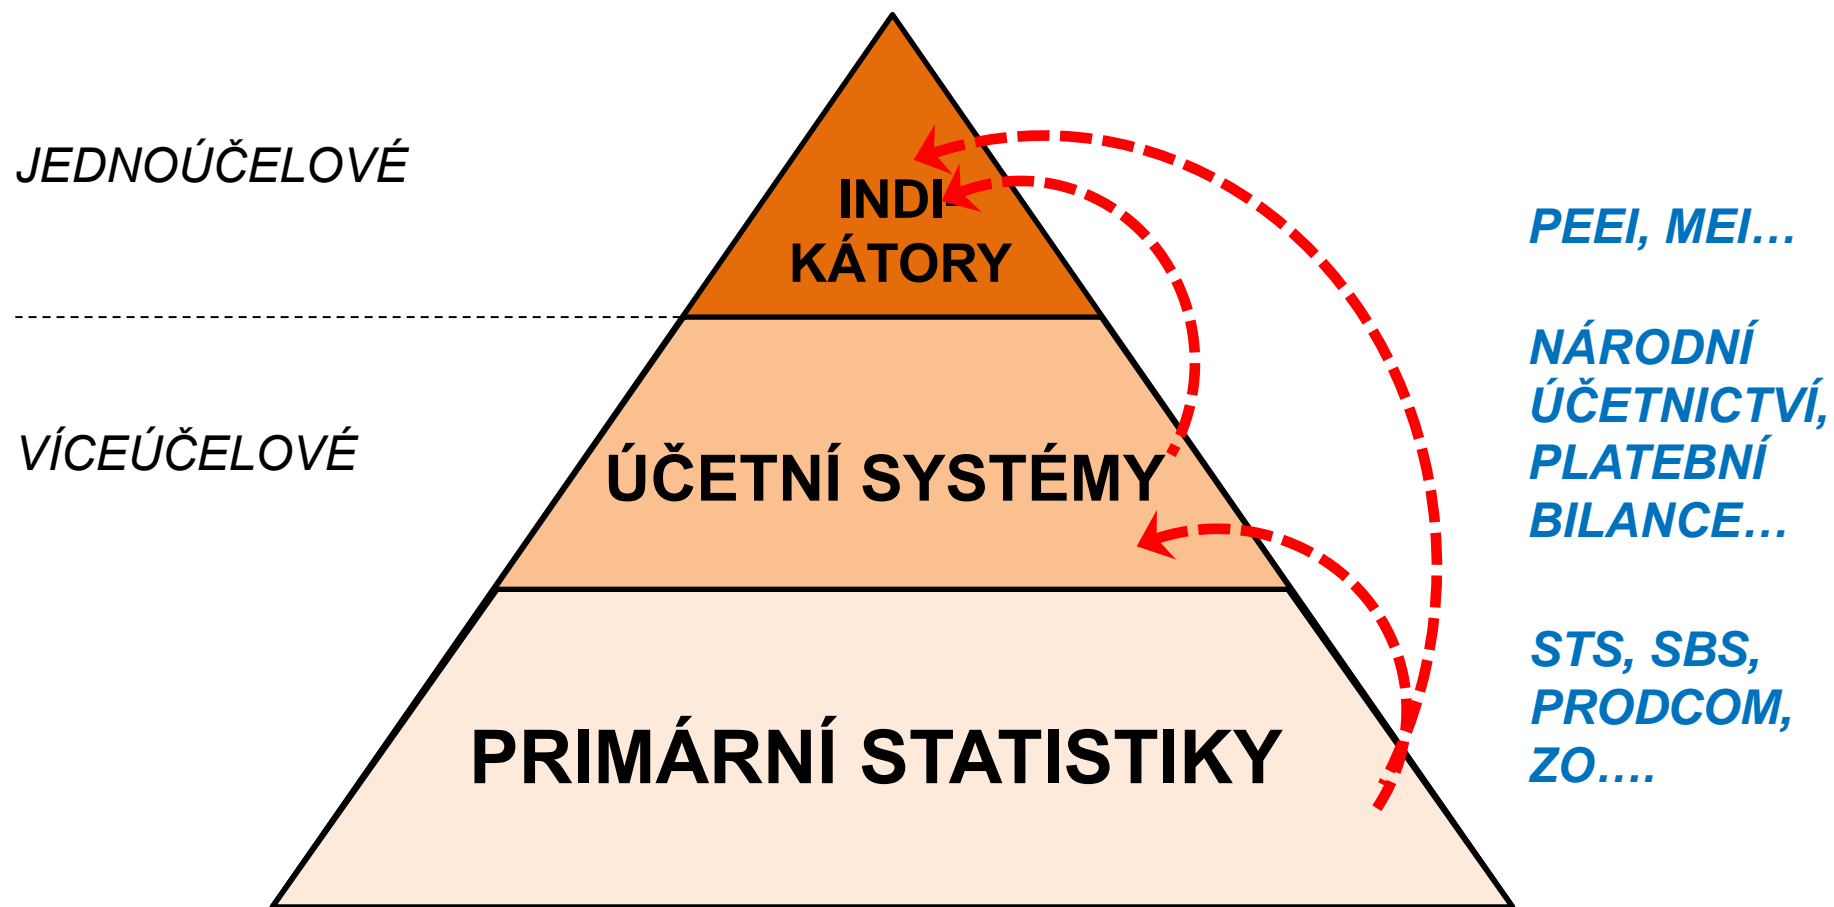 JEDNOÚČELOVÉ
INDI-
KÁTORY
PEEI, MEI…
VÍCEÚČELOVÉ
ÚČETNÍ SYSTÉMY
NÁRODNÍ
ÚČETNICTVÍ,
PLATEBNÍ
BILANCE…
PRIMÁRNÍ STATISTIKY
STS, SBS,
PRODCOM,
ZO….